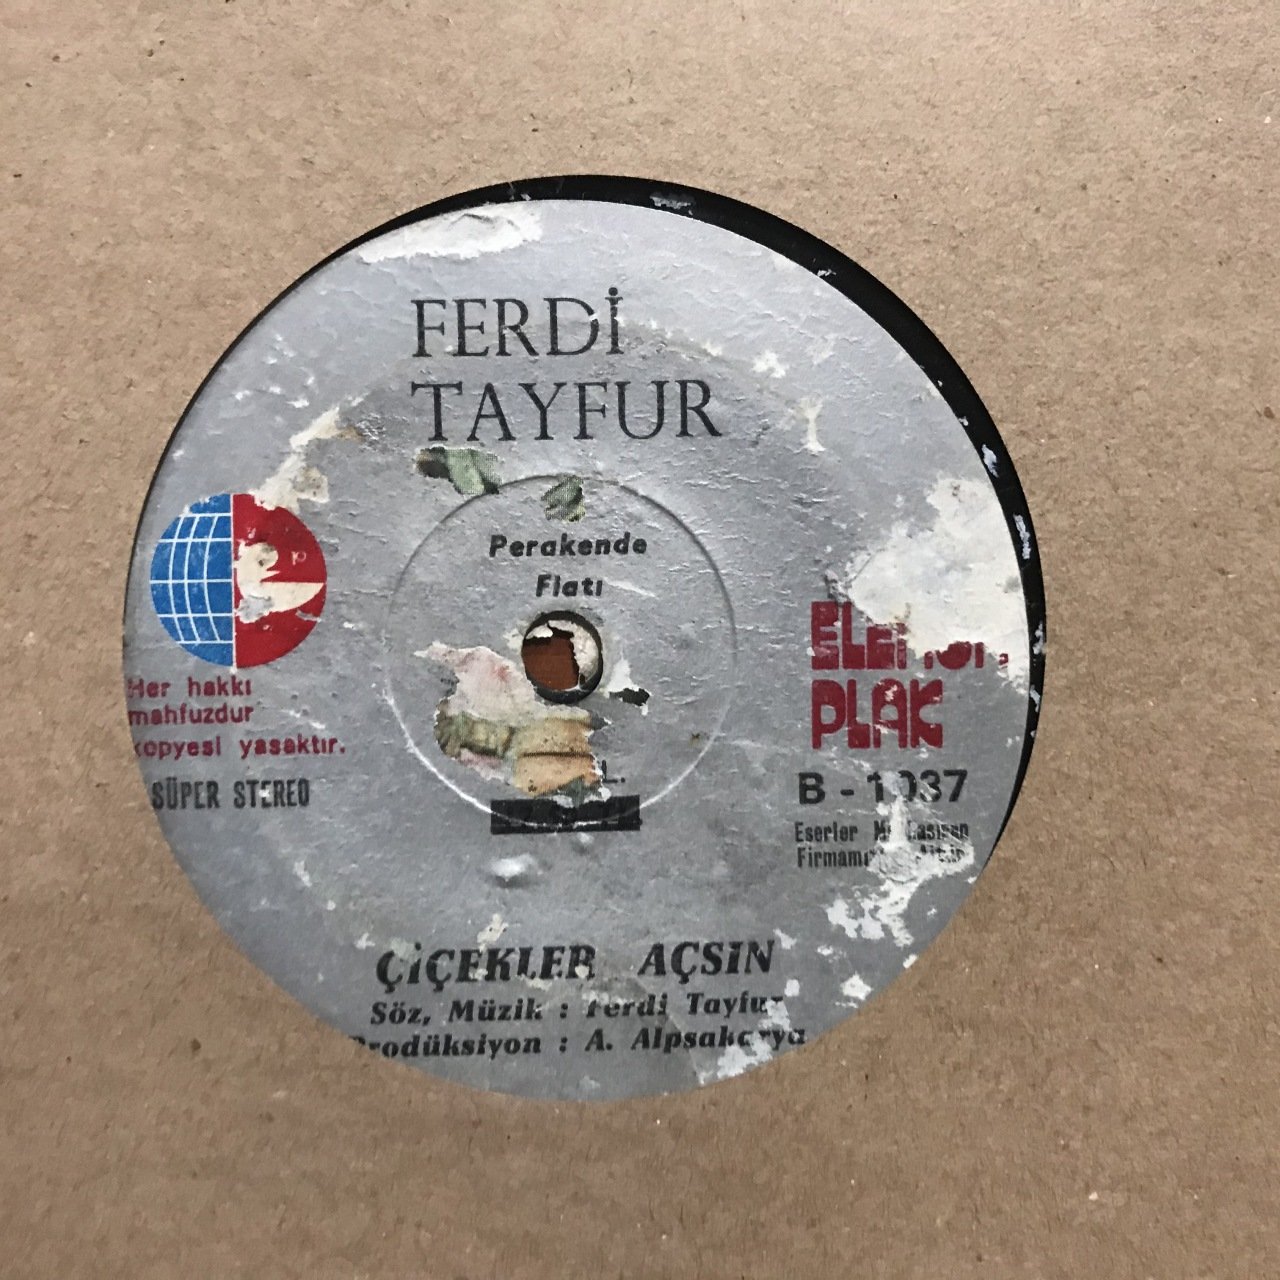 FERDİ
TAYFUR
Perakende
Fiatı
Her hakkı
mahfuzdur
kopyesi yasaktır.
SÜPER STEREO
PLAK
B - 1037
Eserler
L.
ÇİÇEKLER AÇSIN
Söz, Müzik : Ferdi Tayfur
Prodüksiyon : A. Alpsakarya